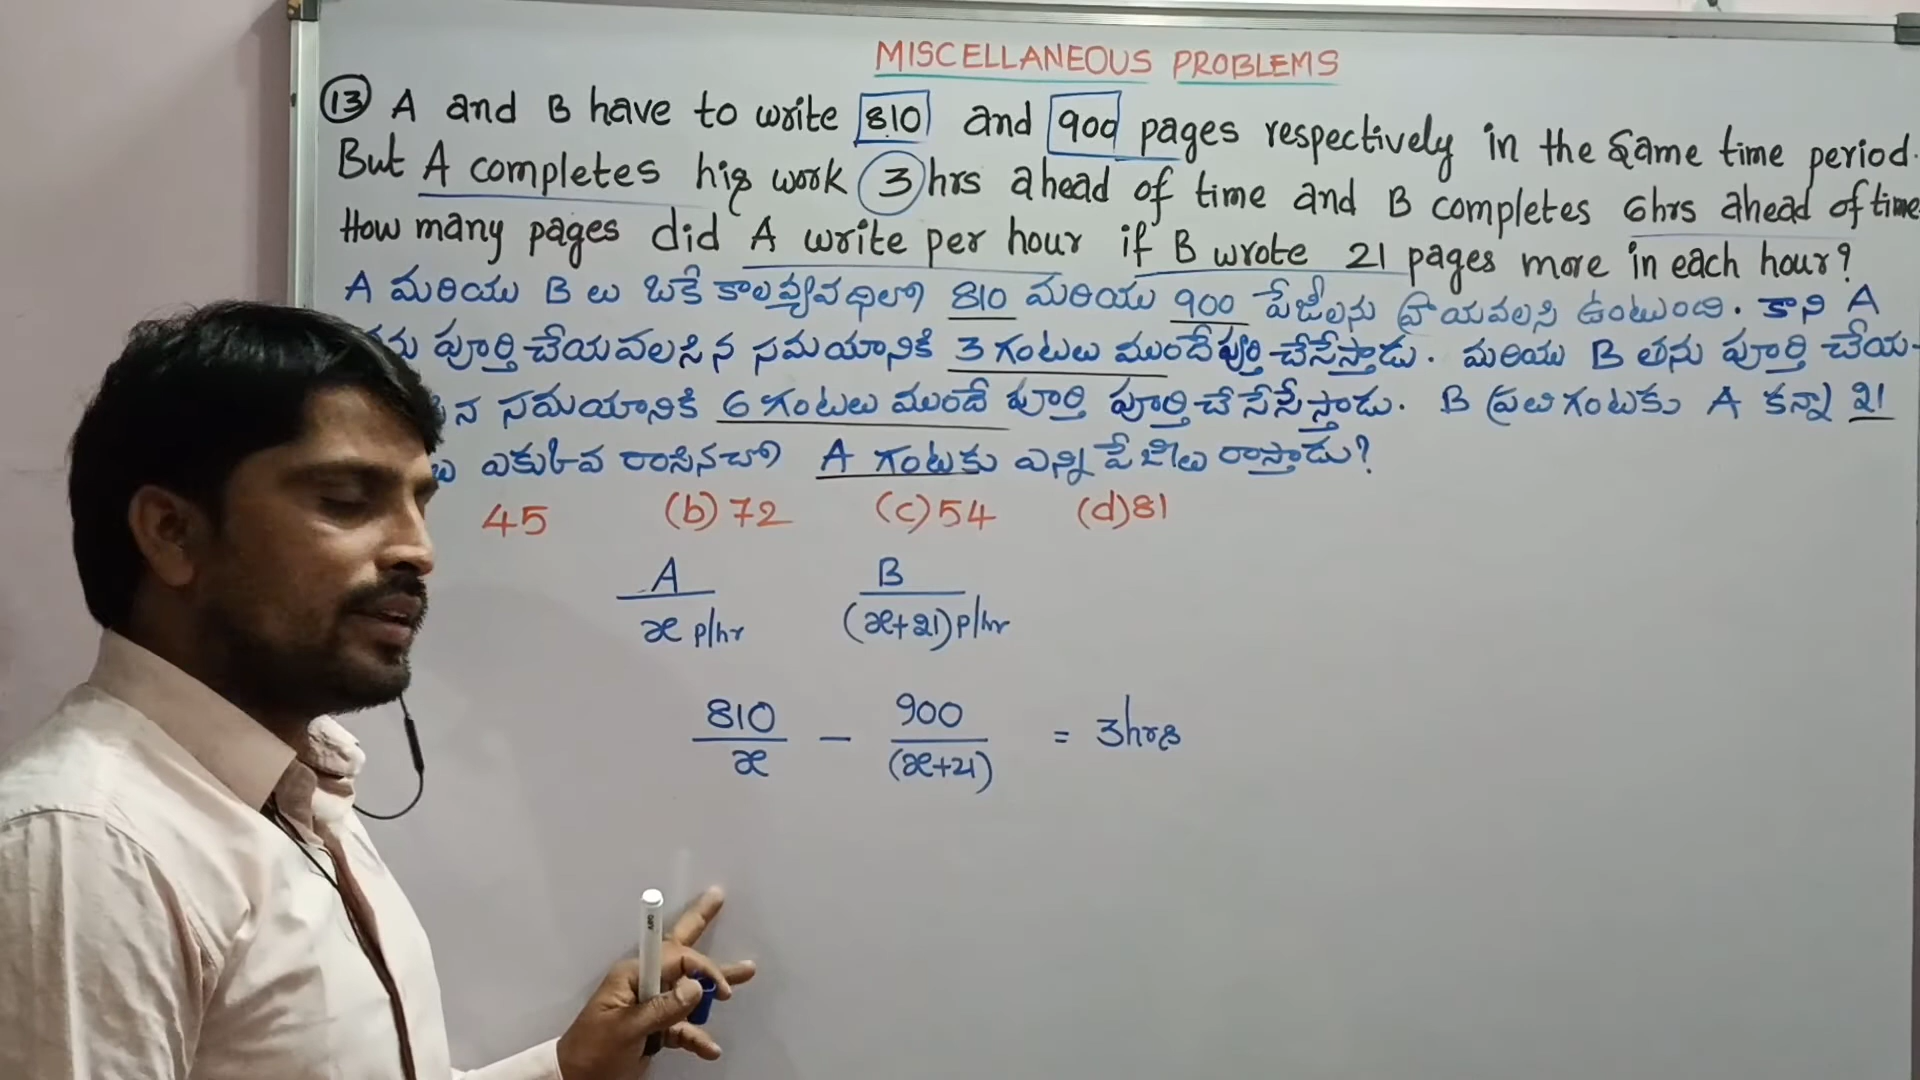 MISCELLANEOUS PROBLEMS
13 A and B have to write 810 and 900 pages respectively in the same time period.
But A completes his work 3 hrs ahead of time and B completes 6hrs ahead of time
How many pages did A write per hour if B wrote 21 pages more in each hour?
A మరియు B లు ఒకే కాలవ్యవధిలో 810 మరియు 900 పేజీలను వ్రాయవలసి ఉంటుంది. కాని A
పూర్తి చేయవలసిన సమయానికి 3 గంటలు ముందే పూర్తి చేసేస్తాడు. మరియు B తను పూర్తి చేయ-
న సమయానికి 6 గంటలు ముందే పూర్తి పూర్తి చేసేస్తాడు. B ప్రతి గంటకు A కన్నా 21
ఎక్కువ రాసినచో A గంటకు ఎన్ని పేజీలు రాస్తాడు?
45 (b) 72 (c) 54 (d) 81
A B
x p/hr (x+21) p/hr
810 900
— = 3hrs
x (x+21)